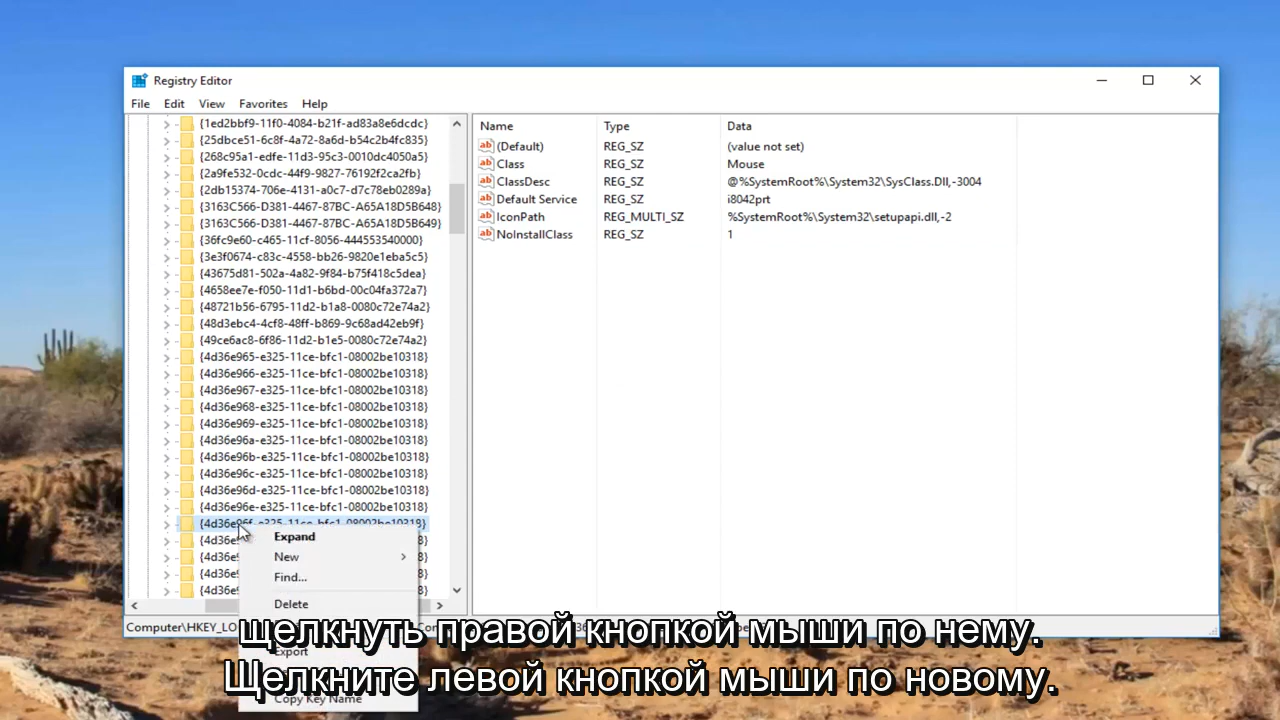 Registry Editor
File Edit View Favorites Help
{1ed2bbf9-11f0-4084-b21f-ad83a8e6dcdc}
{25dbce51-6c8f-4a72-8a6d-b54c2b4fc835}
{268c95a1-edfe-11d3-95c3-0010dc4050a5}
{2a9fe532-0cdc-44f9-9827-76192f2ca2fb}
{2db15374-706e-4131-a0c7-d7c78eb0289a}
{3163C566-D381-4467-87BC-A65A18D5B648}
{3163C566-D381-4467-87BC-A65A18D5B649}
{36fc9e60-c465-11cf-8056-444553540000}
{3e3f0674-c83c-4558-bb26-9820e1eba5c5}
{43675d81-502a-4a82-9f84-b75f418c5dea}
{4658ee7e-f050-11d1-b6bd-00c04fa372a7}
{48721b56-6795-11d2-b1a8-0080c72e74a2}
{48d3ebc4-4cf8-48ff-b869-9c68ad42eb9f}
{49ce6ac8-6f86-11d2-b1e5-0080c72e74a2}
{4d36e965-e325-11ce-bfc1-08002be10318}
{4d36e966-e325-11ce-bfc1-08002be10318}
{4d36e967-e325-11ce-bfc1-08002be10318}
{4d36e968-e325-11ce-bfc1-08002be10318}
{4d36e969-e325-11ce-bfc1-08002be10318}
{4d36e96a-e325-11ce-bfc1-08002be10318}
{4d36e96b-e325-11ce-bfc1-08002be10318}
{4d36e96c-e325-11ce-bfc1-08002be10318}
{4d36e96d-e325-11ce-bfc1-08002be10318}
{4d36e96e-e325-11ce-bfc1-08002be10318}
{4d36e96f-e325-11ce-bfc1-08002be10318}
Name Type Data
(Default) REG_SZ (value not set)
Class REG_SZ Mouse
ClassDesc REG_SZ @%SystemRoot%\System32\SysClass.Dll,-3004
Default Service REG_SZ i8042prt
IconPath REG_MULTI_SZ %SystemRoot%\System32\setupapi.dll,-2
NoInstallClass REG_SZ 1
Expand
New
Find...
Delete
Export
Copy Key Name
Computer\HKEY_LO
щелкнуть правой кнопкой мыши по нему.
Щелкните левой кнопкой мыши по новому.